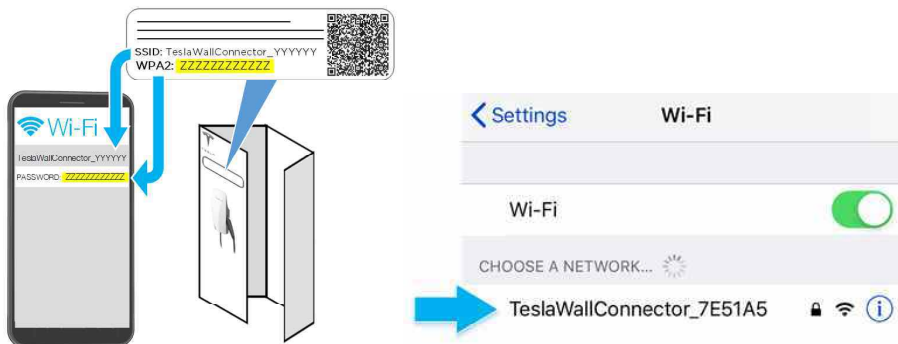 SSID: TeslaWallConnector_YYYYYY
WPA2: ZZZZZZZZZZZZ
Wi-Fi
TeslaWallConnector_YYYYYY
PASSWORD: ZZZZZZZZZZZZ
Settings
Wi-Fi
Wi-Fi
CHOOSE A NETWORK...
TeslaWallConnector_7E51A5